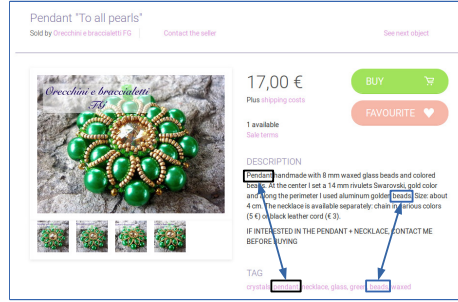 Pendant "To all pearls"
Sold by Orecchini e braccialetti FG
Contact the seller
See next object
Orecchini e braccialetti
FG
17,00 €
Plus shipping costs
1 available
Sale terms
BUY
FAVOURITE
DESCRIPTION
Pendant handmade with 8 mm waxed glass beads and colored
beads. At the center I set a 14 mm rivulets Swarovski, gold color
and along the perimeter I used aluminum golden beads. Size: about
4 cm. The necklace is available separately: chain in various colors
(5 €) or black leather cord (€ 3).
IF INTERESTED IN THE PENDANT + NECKLACE, CONTACT ME
BEFORE BUYING
TAG
crystals, pendant, necklace, glass, green, beads, waxed